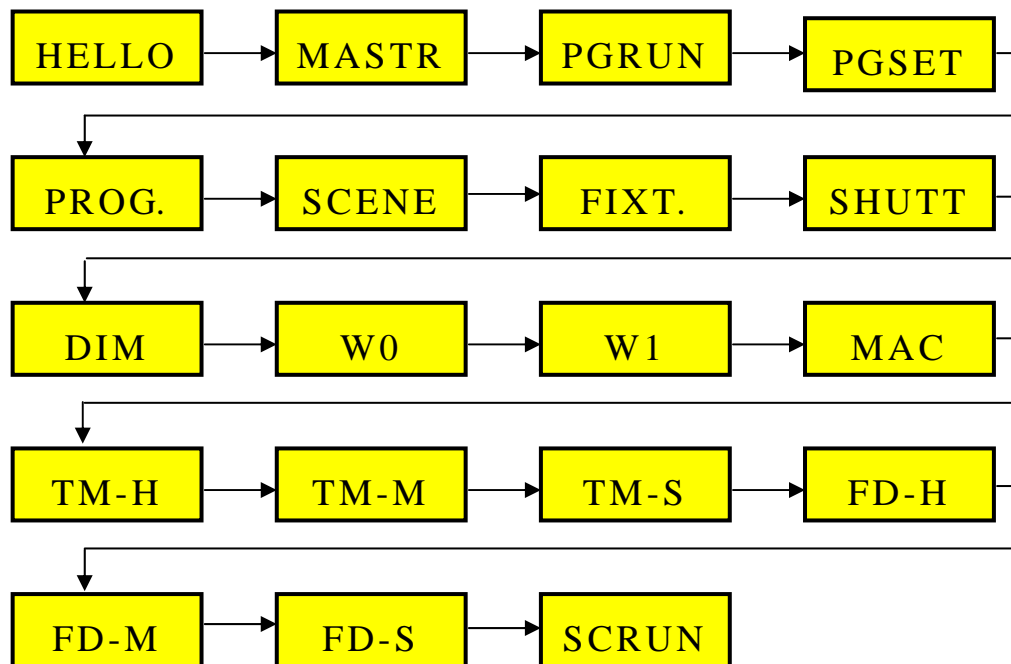 HELLO MASTR PGRUN PGSET
PROG. SCENE FIXT. SHUTT
DIM W0 W1 MAC
TM-H TM-M TM-S FD-H
FD-M FD-S SCRUN